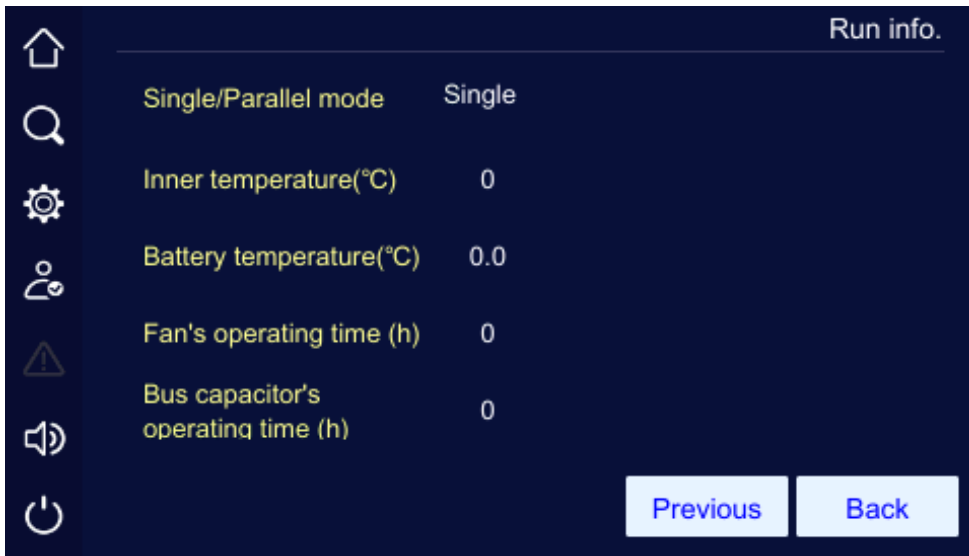 Run info.
Single/Parallel mode Single
Inner temperature(℃) 0
Battery temperature(℃) 0.0
Fan's operating time (h) 0
Bus capacitor's
operating time (h) 0
Previous Back